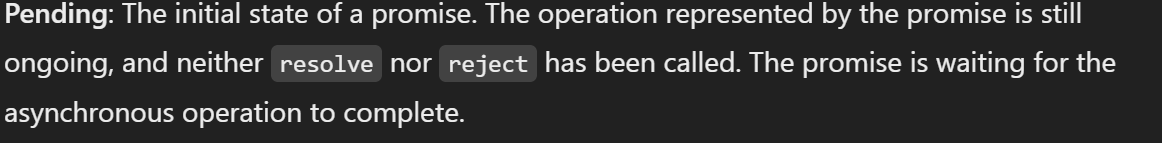 Pending: The initial state of a promise. The operation represented by the promise is still
ongoing, and neither resolve nor reject has been called. The promise is waiting for the
asynchronous operation to complete.